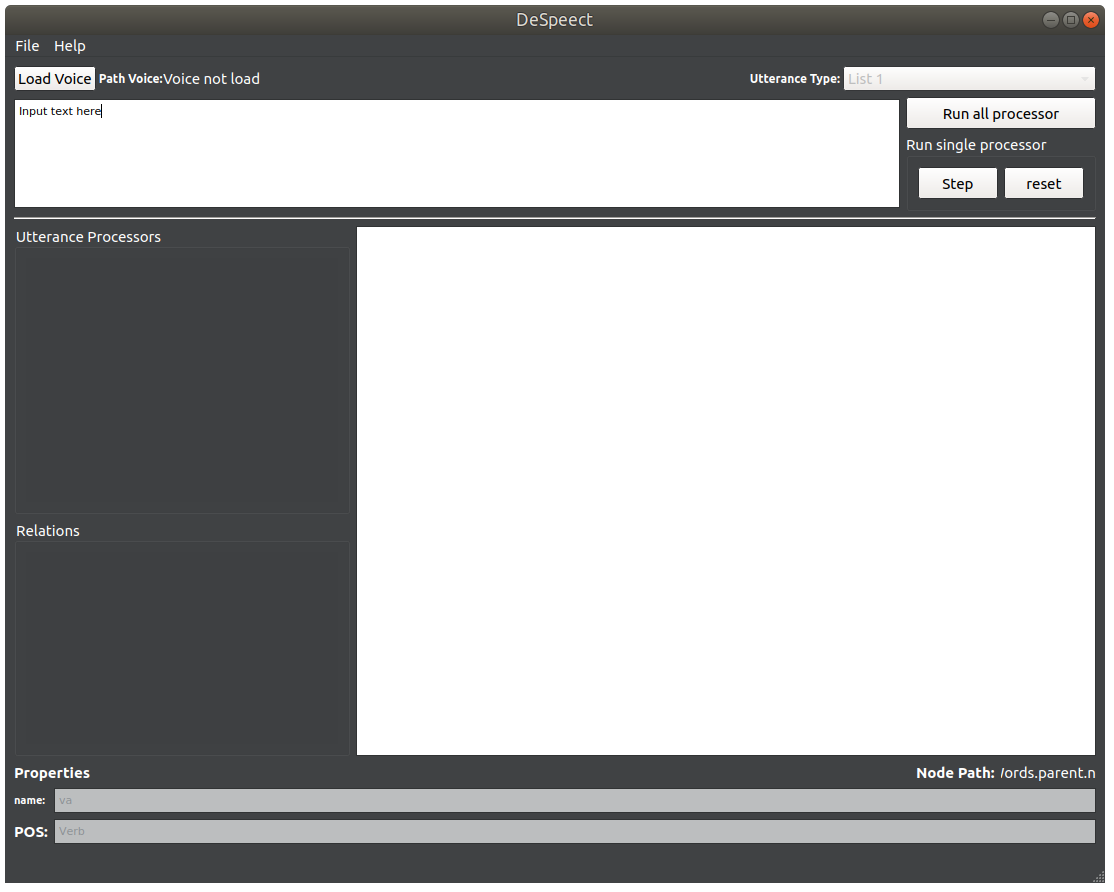 DeSpeect
File Help
Load Voice Path Voice:Voice not load Utterance Type: List 1
Input text here
Run all processor
Run single processor
Step reset
Utterance Processors
Relations
Properties Node Path: /ords.parent.n
name: va
POS: Verb